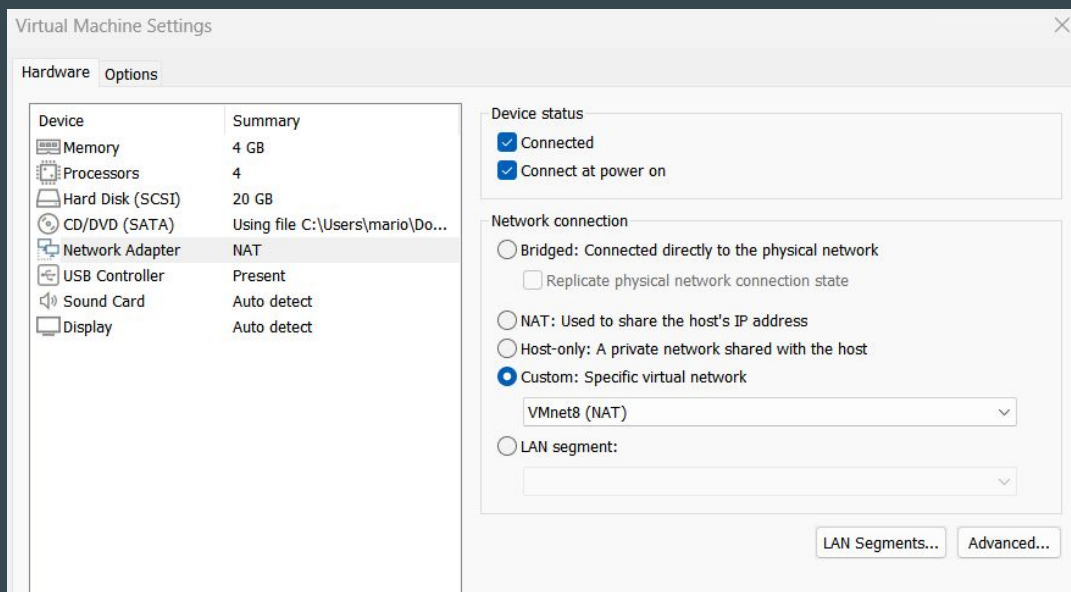 Virtual Machine Settings
Hardware Options
Device Summary
Memory 4 GB
Processors 4
Hard Disk (SCSI) 20 GB
CD/DVD (SATA) Using file C:\Users\mario\Do...
Network Adapter NAT
USB Controller Present
Sound Card Auto detect
Display Auto detect
Device status
Connected
Connect at power on
Network connection
Bridged: Connected directly to the physical network
Replicate physical network connection state
NAT: Used to share the host's IP address
Host-only: A private network shared with the host
Custom: Specific virtual network
VMnet8 (NAT)
LAN segment:
LAN Segments... Advanced...